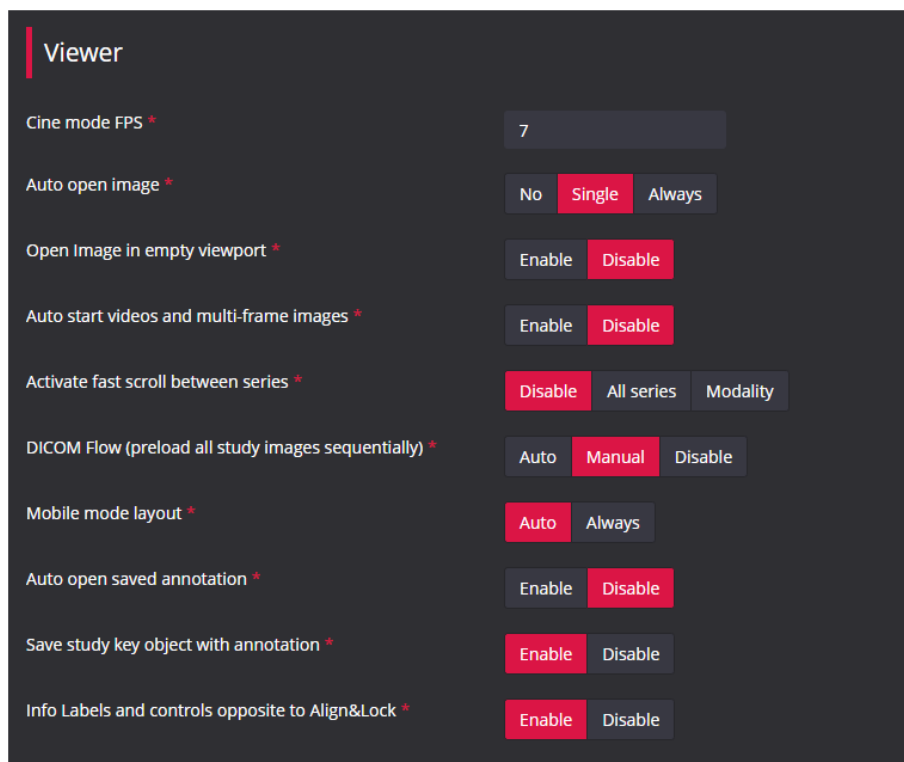 Viewer
Cine mode FPS * 7
Auto open image * No Single Always
Open Image in empty viewport * Enable Disable
Auto start videos and multi-frame images * Enable Disable
Activate fast scroll between series * Disable All series Modality
DICOM Flow (preload all study images sequentially) * Auto Manual Disable
Mobile mode layout * Auto Always
Auto open saved annotation * Enable Disable
Save study key object with annotation * Enable Disable
Info Labels and controls opposite to Align&Lock * Enable Disable